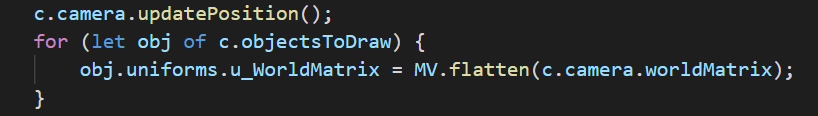 c.camera.updatePosition();
for (let obj of c.objectsToDraw) {
    obj.uniforms.u_WorldMatrix = MV.flatten(c.camera.worldMatrix);
}